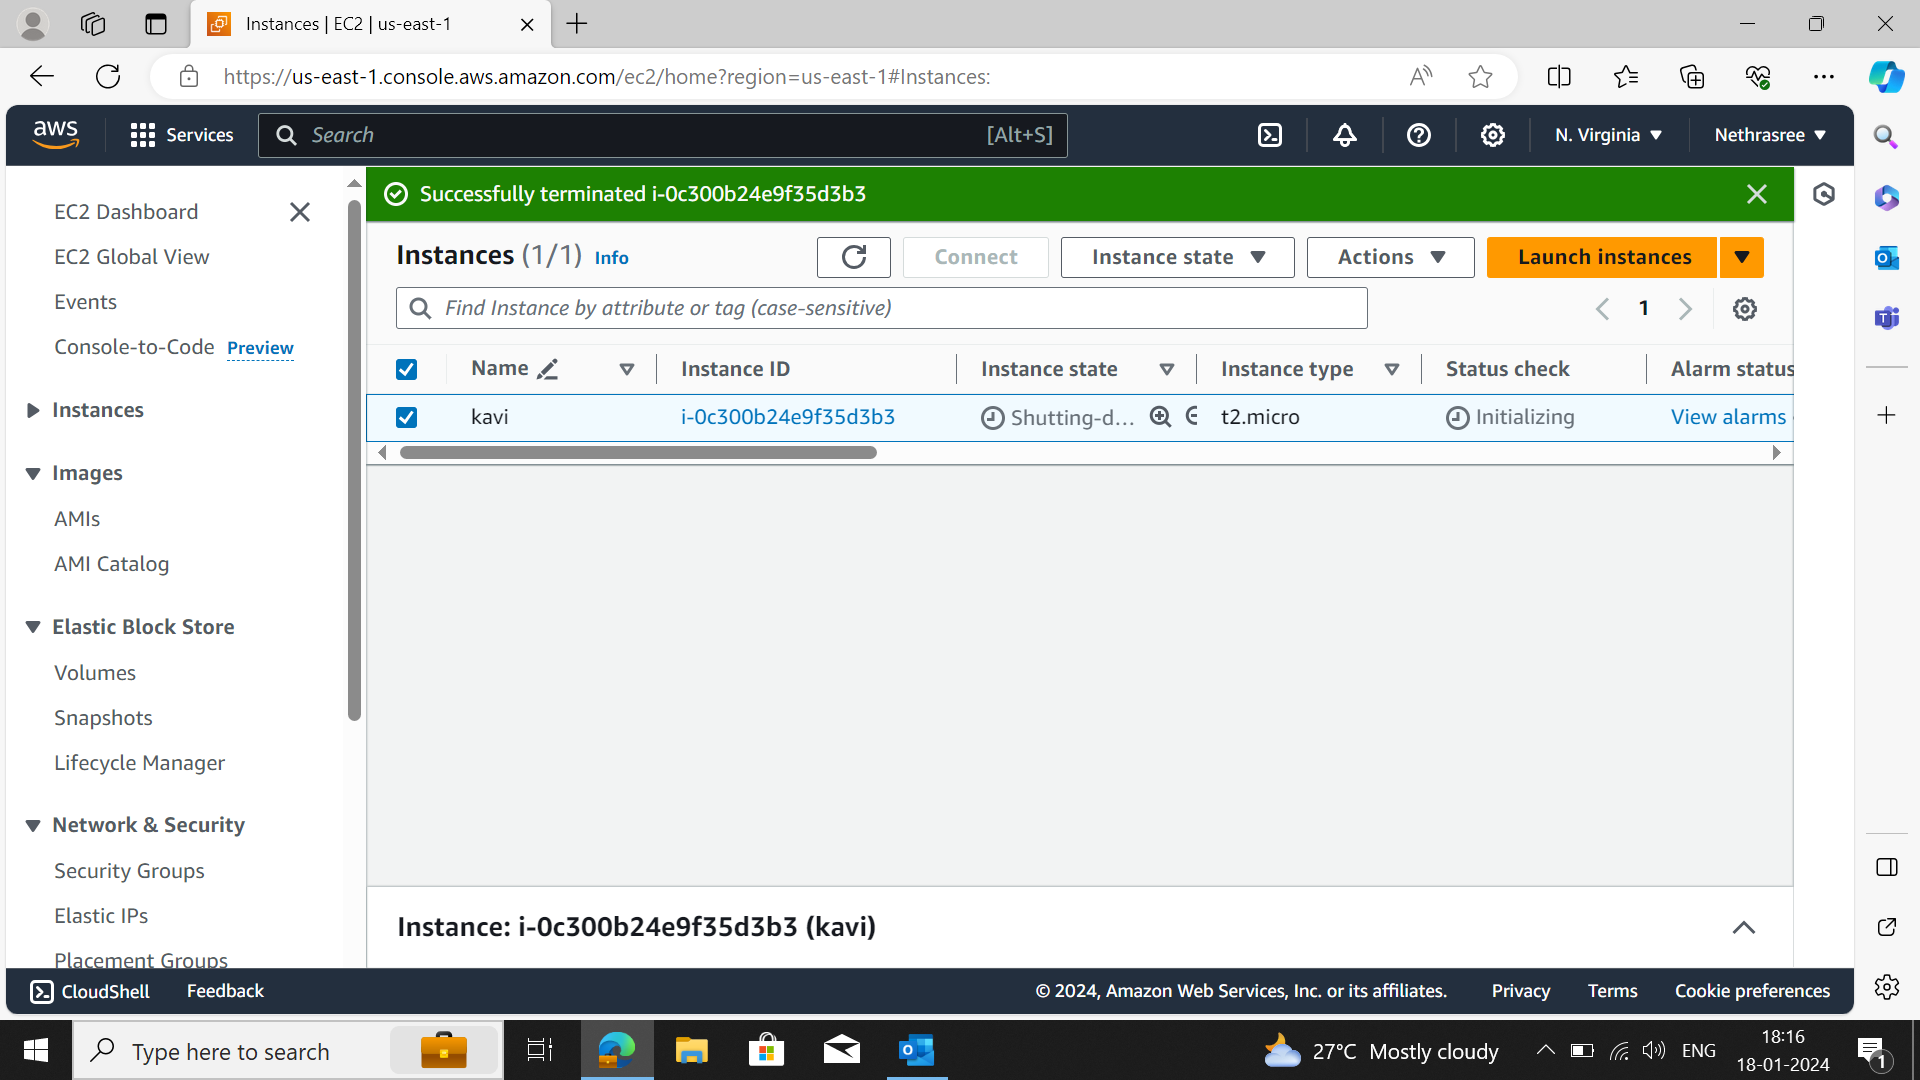 Instances | EC2 | us-east-1
https://us-east-1.console.aws.amazon.com/ec2/home?region=us-east-1#Instances:
aws
Services
Search
[Alt+S]
N. Virginia
Nethrasree
EC2 Dashboard
EC2 Global View
Events
Console-to-Code Preview
Instances
Images
AMIs
AMI Catalog
Elastic Block Store
Volumes
Snapshots
Lifecycle Manager
Network & Security
Security Groups
Elastic IPs
Placement Groups
Successfully terminated i-0c300b24e9f35d3b3
Instances (1/1) Info
Connect
Instance state
Actions
Launch instances
Find Instance by attribute or tag (case-sensitive)
1
Name
Instance ID
Instance state
Instance type
Status check
Alarm status
kavi
i-0c300b24e9f35d3b3
Shutting-d...
t2.micro
Initializing
View alarms
Instance: i-0c300b24e9f35d3b3 (kavi)
CloudShell
Feedback
© 2024, Amazon Web Services, Inc. or its affiliates.
Privacy
Terms
Cookie preferences
Type here to search
27°C Mostly cloudy
ENG
18:16
18-01-2024
1